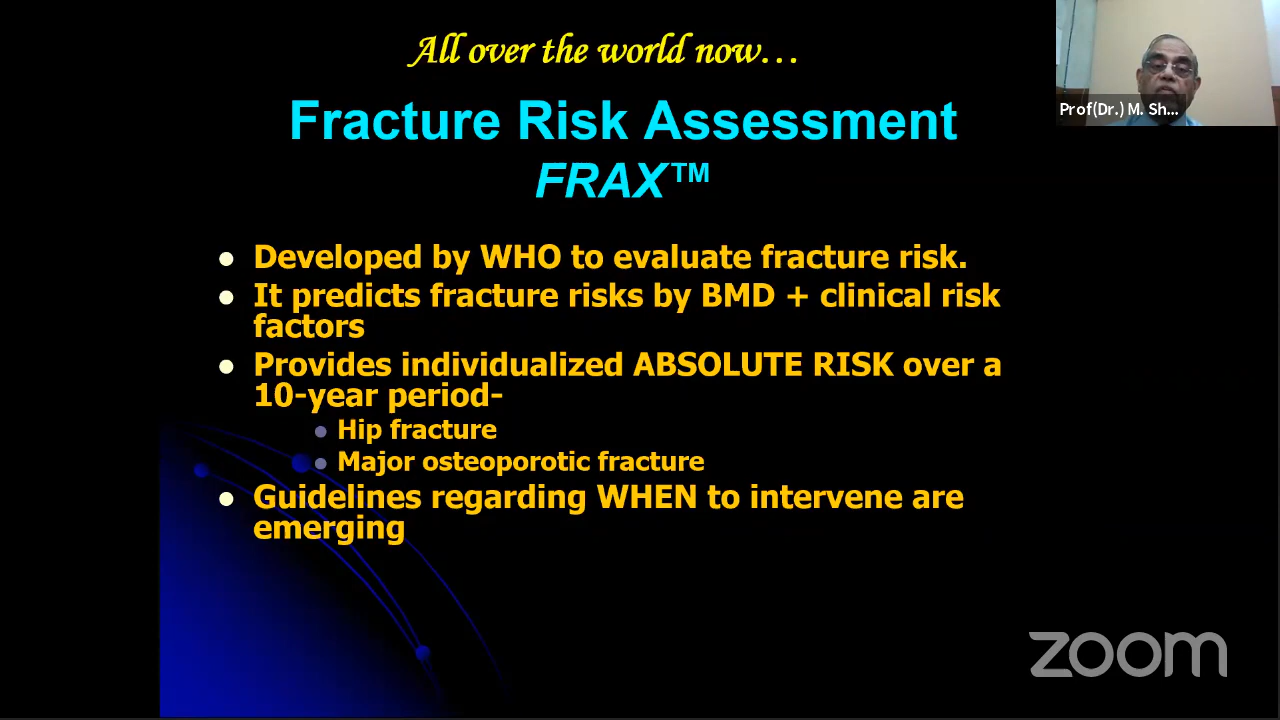 All over the world now...
Prof(Dr.) M. Sh...
Fracture Risk Assessment
FRAX™
Developed by WHO to evaluate fracture risk.
It predicts fracture risks by BMD + clinical risk
factors
Provides individualized ABSOLUTE RISK over a
10-year period-
Hip fracture
Major osteoporotic fracture
Guidelines regarding WHEN to intervene are
emerging
zoom